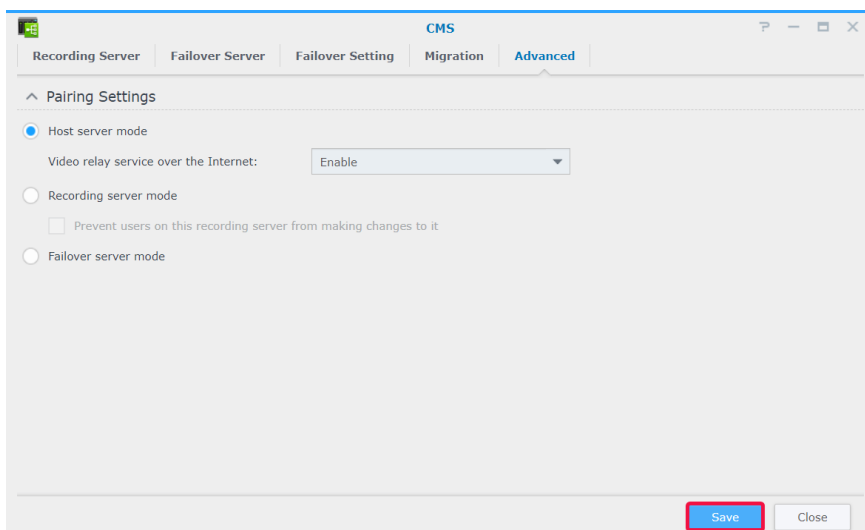 CMS
Recording Server Failover Server Failover Setting Migration Advanced
Pairing Settings
Host server mode
Video relay service over the Internet: Enable
Recording server mode
Prevent users on this recording server from making changes to it
Failover server mode
Save Close